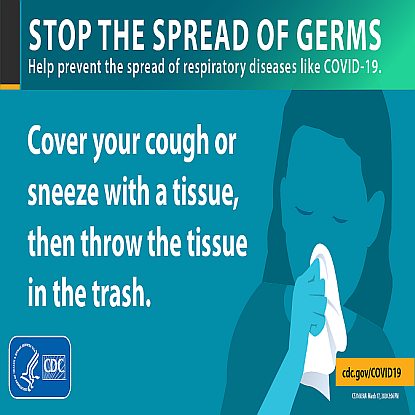 STOP THE SPREAD OF GERMS
Help prevent the spread of respiratory diseases like COVID-19.
Cover your cough or
sneeze with a tissue,
then throw the tissue
in the trash.
CDC
cdc.gov/COVID19